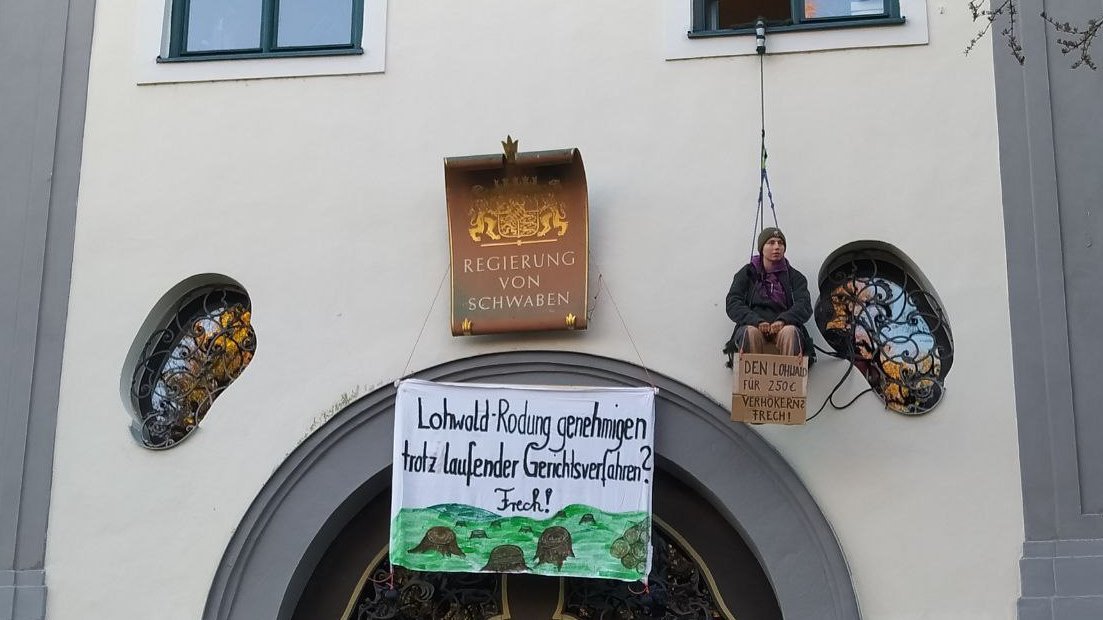 REGIERUNG
VON
SCHWABEN
Lohwald-Rodung genehmigen
trotz laufender Gerichtsverfahren?
Frech!
DEN LOHWALD
FÜR 250€
VERHÖKERN?
FRECH!